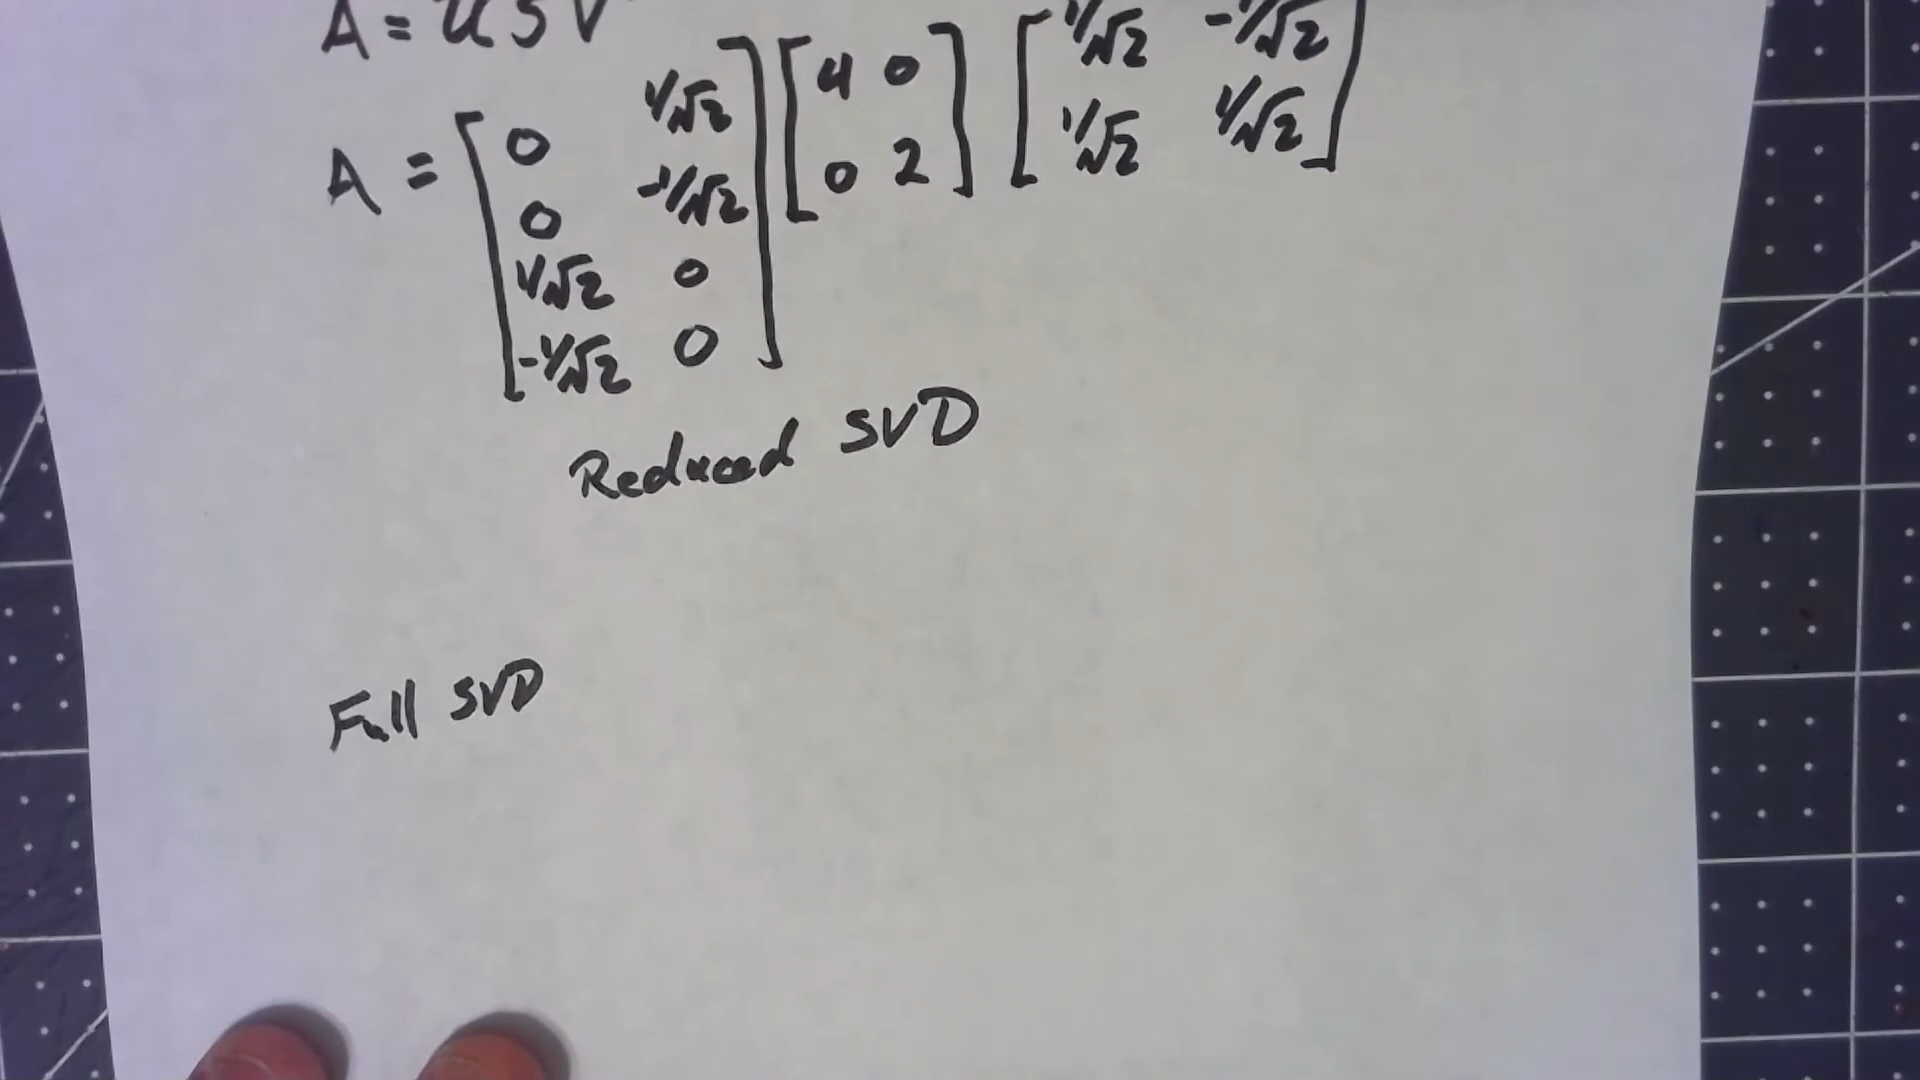 A = U S V
A = [ 0 1/√2 ] [ 4 0 ] [ 1/√2 -1/√2 ]
[ 0 -1/√2 ] [ 0 2 ] [ 1/√2 1/√2 ]
[ 1/√2 0 ]
[ -1/√2 0 ]
Reduced SVD
Full SVD